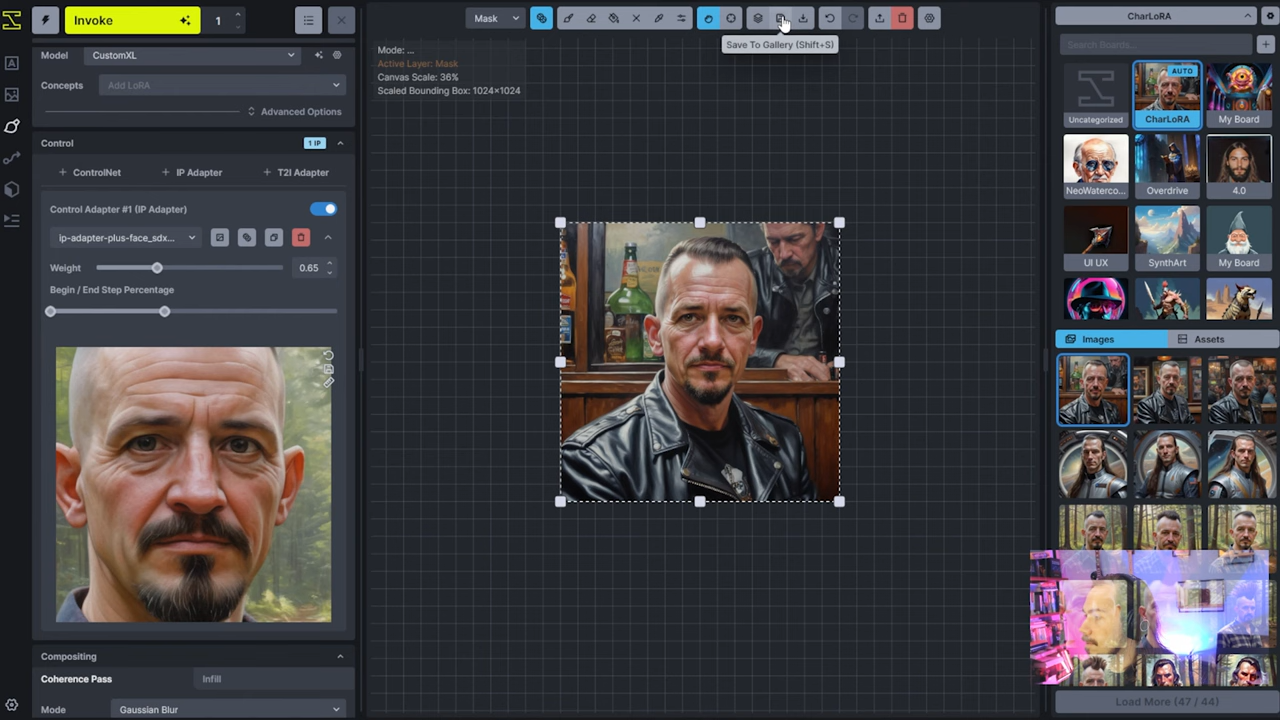 Invoke
1
Mask
CharLoRA
Save To Gallery (Shift+S)
Search Boards...
Mode: ...
Active Layer: Mask
Canvas Scale: 36%
Scaled Bounding Box: 1024×1024
Model
CustomXL
Concepts
Add LoRA
Advanced Options
Control
1 IP
ControlNet
IP Adapter
T2I Adapter
Control Adapter #1 (IP Adapter)
ip-adapter-plus-face_sdx...
Weight
0.65
Begin / End Step Percentage
Compositing
Coherence Pass
Infill
Mode
Gaussian Blur
AUTO
Uncategorized
CharLoRA
My Board
NeoWaterco...
Overdrive
4.0
UI UX
SynthArt
My Board
Images
Assets
Load More (47 / 44)